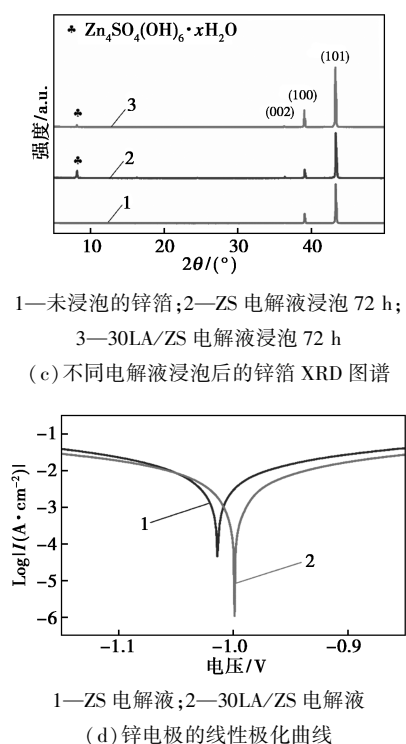 ♣ Zn₄SO₄(OH)₆·xH₂O
(101)
(100)
(002)
3
♣
♣
2
1
强度/a.u.
10 20 30 40
2θ/(°)
1—未浸泡的锌箔;2—ZS 电解液浸泡 72 h;
3—30LA/ZS 电解液浸泡 72 h
(c)不同电解液浸泡后的锌箔 XRD 图谱
-1
-2
-3
-4
-5
-6
Log|I(A·cm⁻²)|
1
2
-1.1 -1.0 -0.9
电压/V
1—ZS 电解液;2—30LA/ZS 电解液
(d)锌电极的线性极化曲线